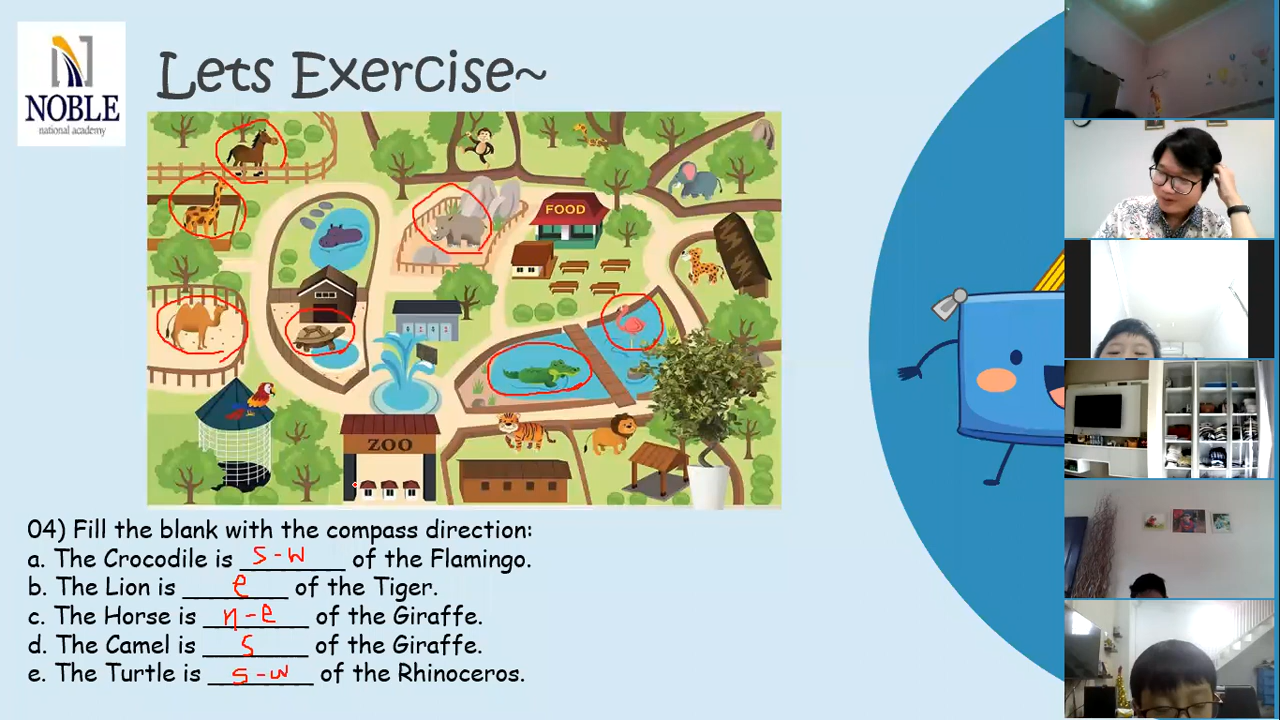 NOBLE
national academy
Lets Exercise~
FOOD
ZOO
04) Fill the blank with the compass direction:
a. The Crocodile is S-W of the Flamingo.
b. The Lion is e of the Tiger.
c. The Horse is n-e of the Giraffe.
d. The Camel is S of the Giraffe.
e. The Turtle is S-w of the Rhinoceros.